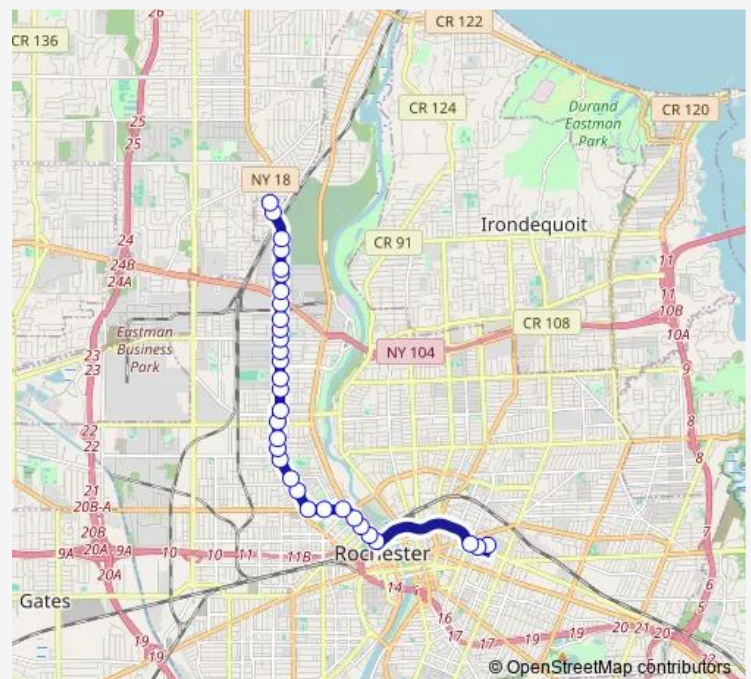 26
CR 122
CR 136
CR 124
CR 120
Durand
Eastman
Park
25
25
NY 18
Irondequoit
CR 91
24
24B
24A
11
11
10B
10A
CR 108
Eastman
Business
Park
NY 104
23
23
9
8
8
22
22
21
20B-A
20B
20A
9A
9A
10
11
11B
Rochester
7
6
5
20A
14
Gates
16
17
17
19
20
21
19
19
© OpenStreetMap contributors